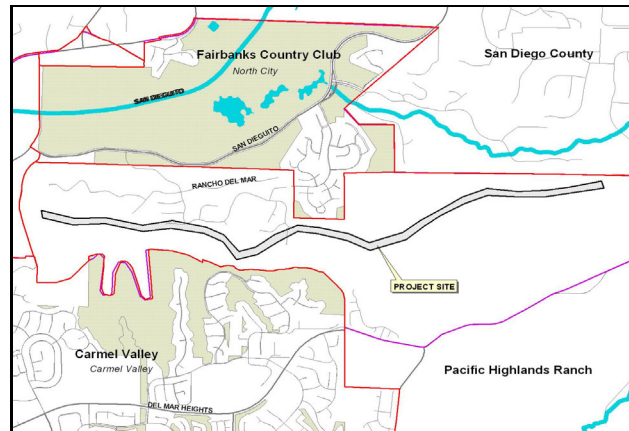 Fairbanks Country Club
North City
San Diego County
SAN DIEGUITO
SAN DIEGUITO
RANCHO DEL MAR
PROJECT SITE
Carmel Valley
Carmel Valley
Pacific Highlands Ranch
DEL MAR HEIGHTS